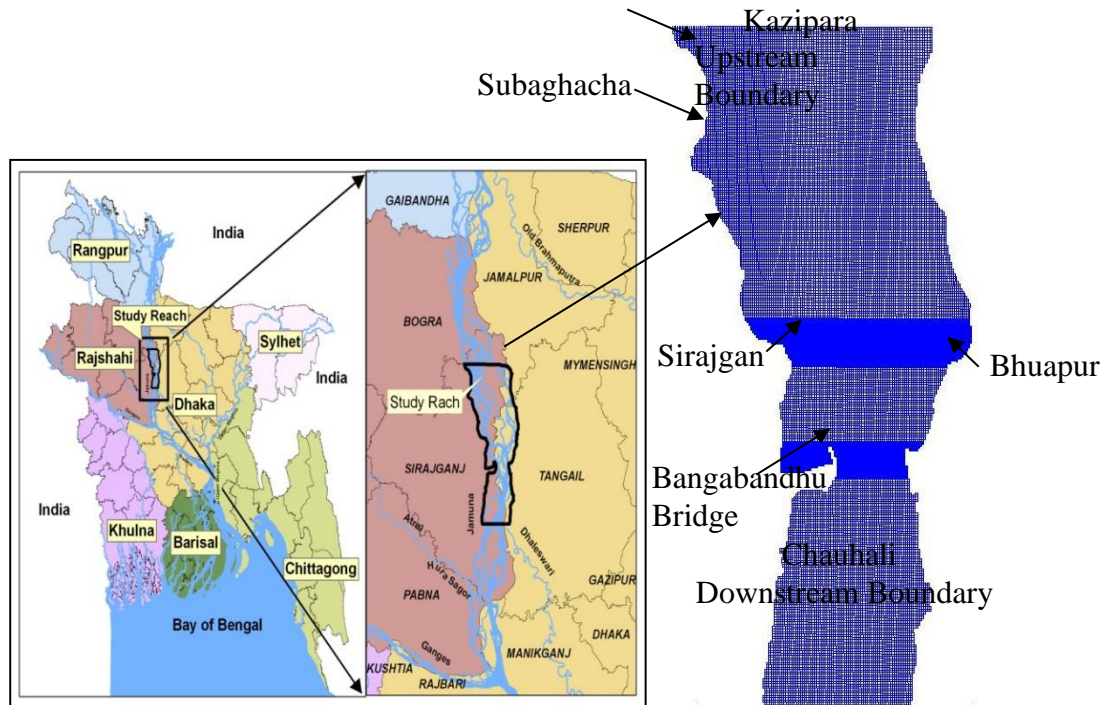 India
Rangpur
Study Reach
Rajshahi
Sylhet
India
Dhaka
India
Khulna
Barisal
Chittagong
Bay of Bengal
GAIBANDHA
SHERPUR
Old Brahmaputra
JAMALPUR
BOGRA
MYMENSINGH
Study Rach
SIRAJGANJ
TANGAIL
Jamuna
Atrai
Hura Sagor
Dhaleswari
GAZIPUR
PABNA
DHAKA
Ganges
MANIKGANJ
KUSHTIA
RAJBARI
Kazipara
Upstream
Boundary
Subaghacha
Sirajgan
Bhuapur
Bangabandhu
Bridge
Chauhali
Downstream Boundary